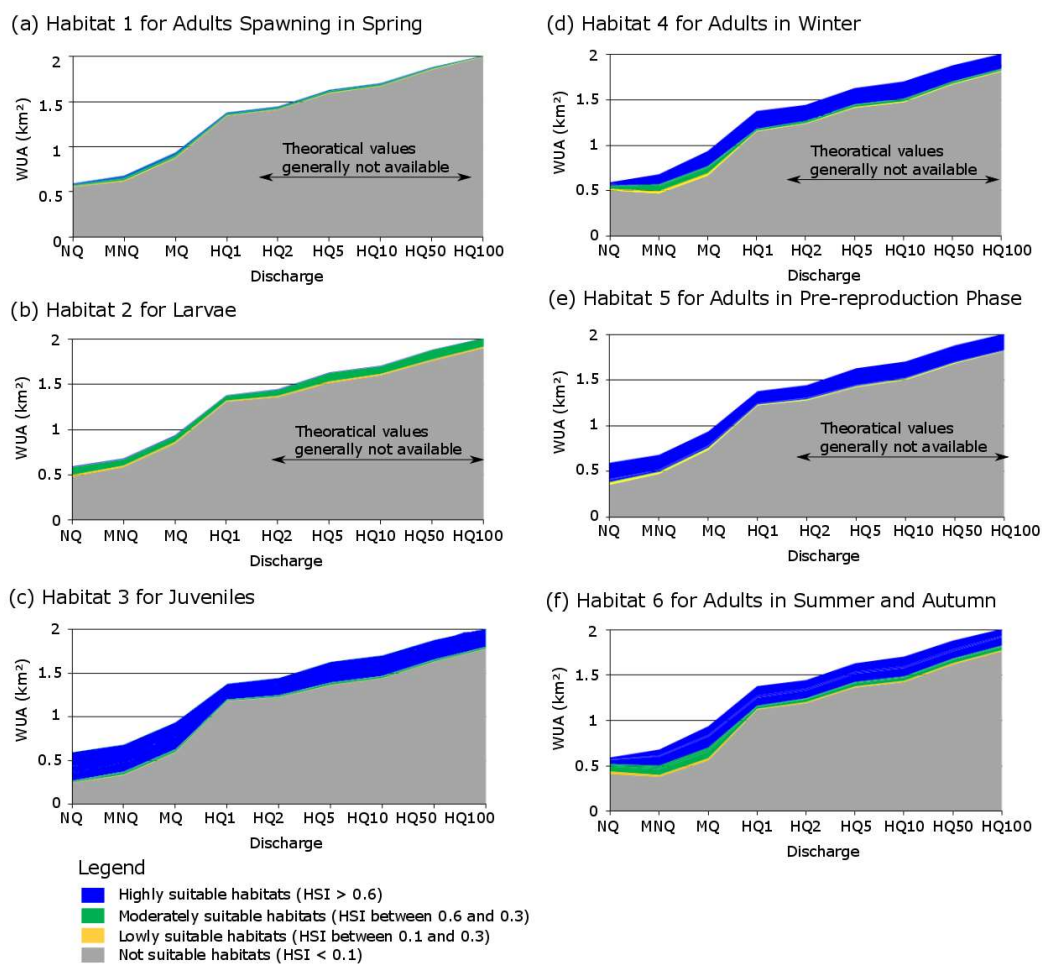 (a) Habitat 1 for Adults Spawning in Spring
2
1.5
1
0.5
0
WUA (km²)
Theoratical values
generally not available
NQ MNQ MQ HQ1 HQ2 HQ5 HQ10 HQ50 HQ100
Discharge
(b) Habitat 2 for Larvae
2
1.5
1
0.5
0
WUA (km²)
Theoratical values
generally not available
NQ MNQ MQ HQ1 HQ2 HQ5 HQ10 HQ50 HQ100
Discharge
(c) Habitat 3 for Juveniles
2
1.5
1
0.5
0
WUA (km²)
NQ MNQ MQ HQ1 HQ2 HQ5 HQ10 HQ50 HQ100
Discharge
(d) Habitat 4 for Adults in Winter
2
1.5
1
0.5
0
WUA (km²)
Theoratical values
generally not available
NQ MNQ MQ HQ1 HQ2 HQ5 HQ10 HQ50 HQ100
Discharge
(e) Habitat 5 for Adults in Pre-reproduction Phase
2
1.5
1
0.5
0
WUA (km²)
Theoratical values
generally not available
NQ MNQ MQ HQ1 HQ2 HQ5 HQ10 HQ50 HQ100
Discharge
(f) Habitat 6 for Adults in Summer and Autumn
2
1.5
1
0.5
0
WUA (km²)
NQ MNQ MQ HQ1 HQ2 HQ5 HQ10 HQ50 HQ100
Discharge
Legend
Highly suitable habitats (HSI > 0.6)
Moderately suitable habitats (HSI between 0.6 and 0.3)
Lowly suitable habitats (HSI between 0.1 and 0.3)
Not suitable habitats (HSI < 0.1)